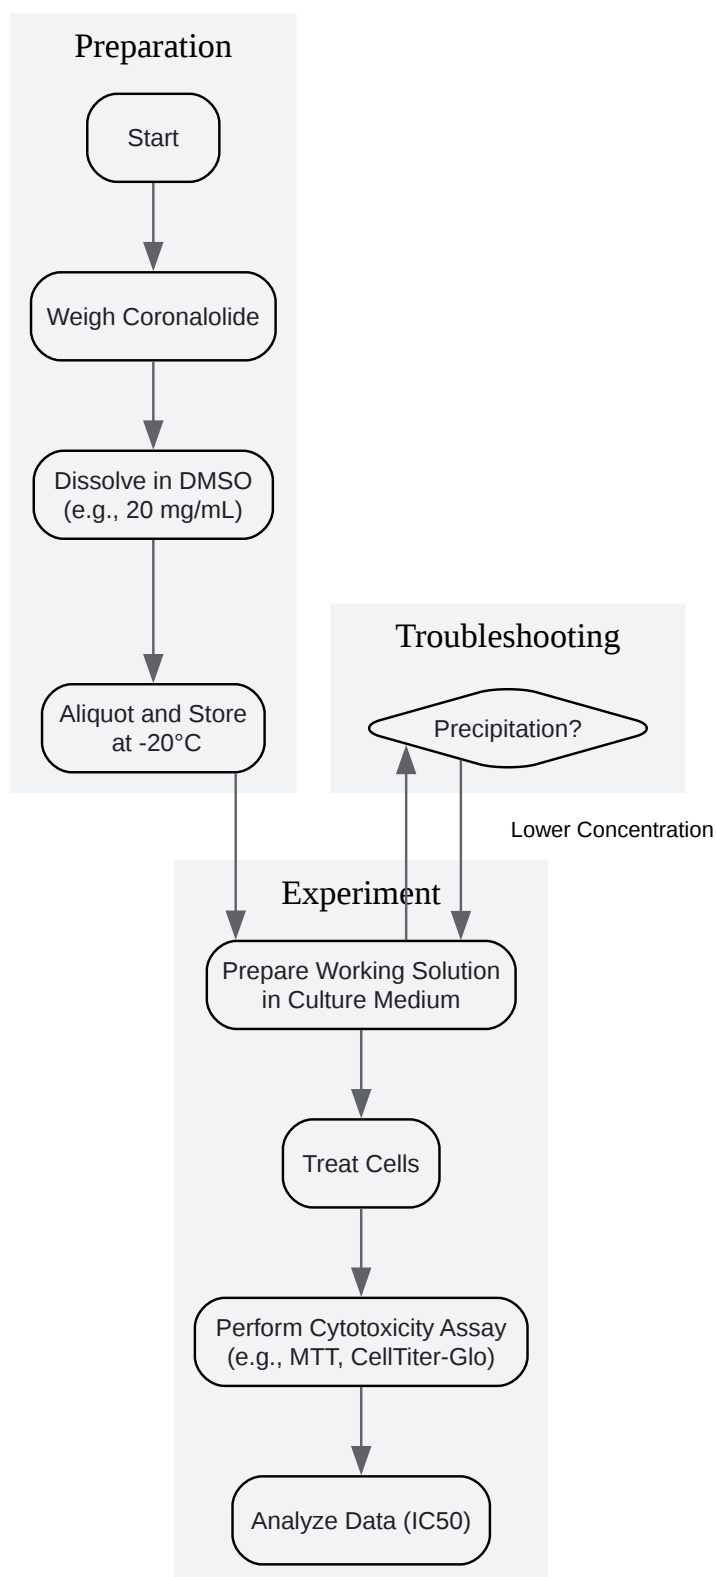 Preparation
Start
Weigh Coronalolide
Dissolve in DMSO
(e.g., 20 mg/mL)
Aliquot and Store
at -20°C
Troubleshooting
Precipitation?
Lower Concentration
Experiment
Prepare Working Solution
in Culture Medium
Treat Cells
Perform Cytotoxicity Assay
(e.g., MTT, CellTiter-Glo)
Analyze Data (IC50)